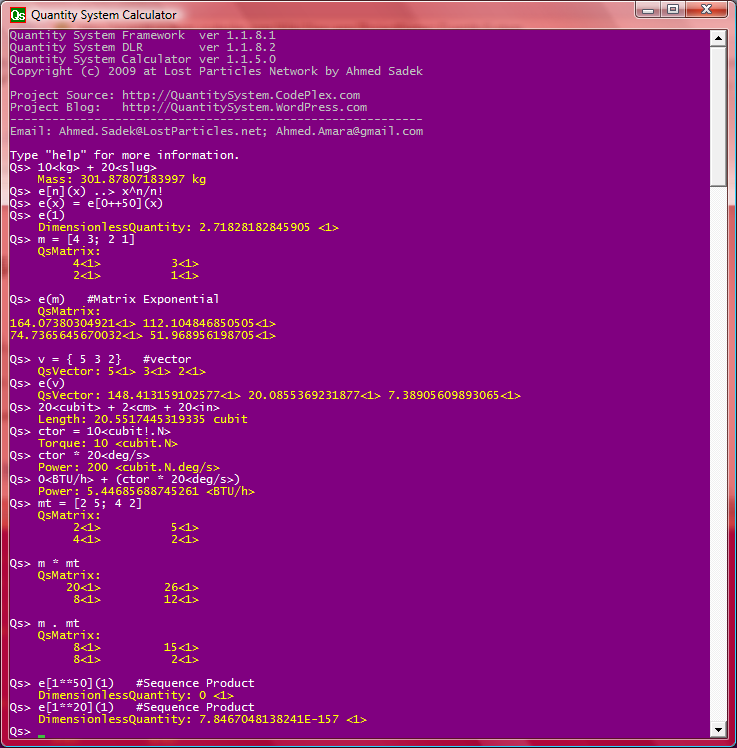 Qs Quantity System Calculator
Quantity System Framework ver 1.1.8.1
Quantity System DLR ver 1.1.8.2
Quantity System Calculator ver 1.1.5.0
Copyright (c) 2009 at Lost Particles Network by Ahmed Sadek
Project Source: http://QuantitySystem.CodePlex.com
Project Blog: http://QuantitySystem.WordPress.com
-----------------------------------------------------------
Email: Ahmed.Sadek@LostParticles.net; Ahmed.Amara@gmail.com
Type "help" for more information.
Qs> 10<kg> + 20<slug>
Mass: 301.87807183997 kg
Qs> e[n](x) ..> x^n/n!
Qs> e(x) = e[0++50](x)
Qs> e(1)
DimensionlessQuantity: 2.71828182845905 <1>
Qs> m = [4 3; 2 1]
QsMatrix:
4<1> 3<1>
2<1> 1<1>
Qs> e(m) #Matrix Exponential
QsMatrix:
164.07380304921<1> 112.104846850505<1>
74.7365645670032<1> 51.968956198705<1>
Qs> v = { 5 3 2} #vector
QsVector: 5<1> 3<1> 2<1>
Qs> e(v)
QsVector: 148.413159102577<1> 20.0855369231877<1> 7.38905609893065<1>
Qs> 20<cubit> + 2<cm> + 20<in>
Length: 20.5517445319335 cubit
Qs> ctor = 10<cubit!.N>
Torque: 10 <cubit.N>
Qs> ctor * 20<deg/s>
Power: 200 <cubit.N.deg/s>
Qs> 0<BTU/h> + (ctor * 20<deg/s>)
Power: 5.44685688745261 <BTU/h>
Qs> mt = [2 5; 4 2]
QsMatrix:
2<1> 5<1>
4<1> 2<1>
Qs> m * mt
QsMatrix:
20<1> 26<1>
8<1> 12<1>
Qs> m . mt
QsMatrix:
8<1> 15<1>
8<1> 2<1>
Qs> e[1**50](1) #Sequence Product
DimensionlessQuantity: 0 <1>
Qs> e[1**20](1) #Sequence Product
DimensionlessQuantity: 7.8467048138241E-157 <1>
Qs> _